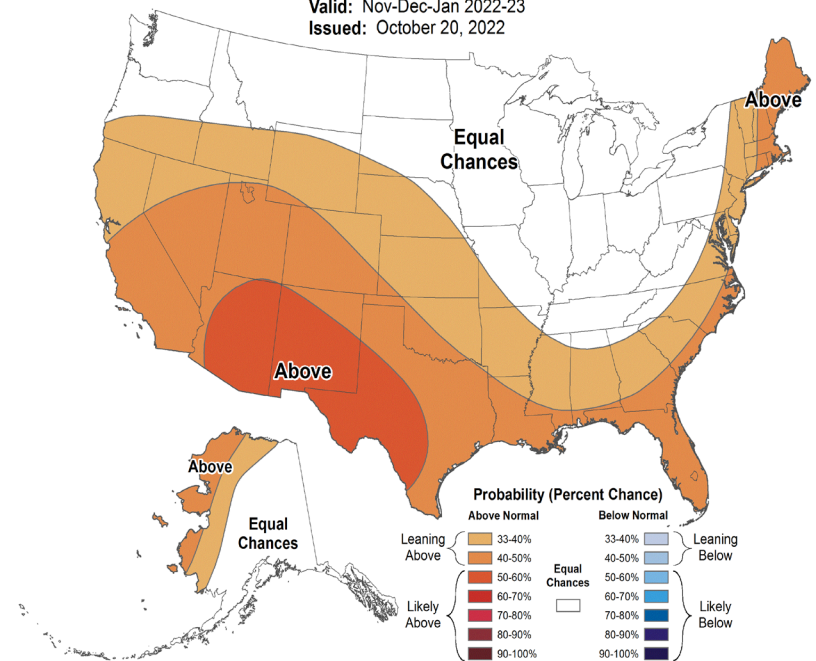 Valid: Nov-Dec-Jan 2022-23
Issued: October 20, 2022
Above
Equal
Chances
Above
Above
Equal
Chances
Probability (Percent Chance)
Above Normal
Below Normal
Leaning
Above
33-40%
40-50%
Likely
Above
50-60%
60-70%
70-80%
80-90%
90-100%
Equal
Chances
33-40%
40-50%
Leaning
Below
50-60%
60-70%
70-80%
80-90%
90-100%
Likely
Below